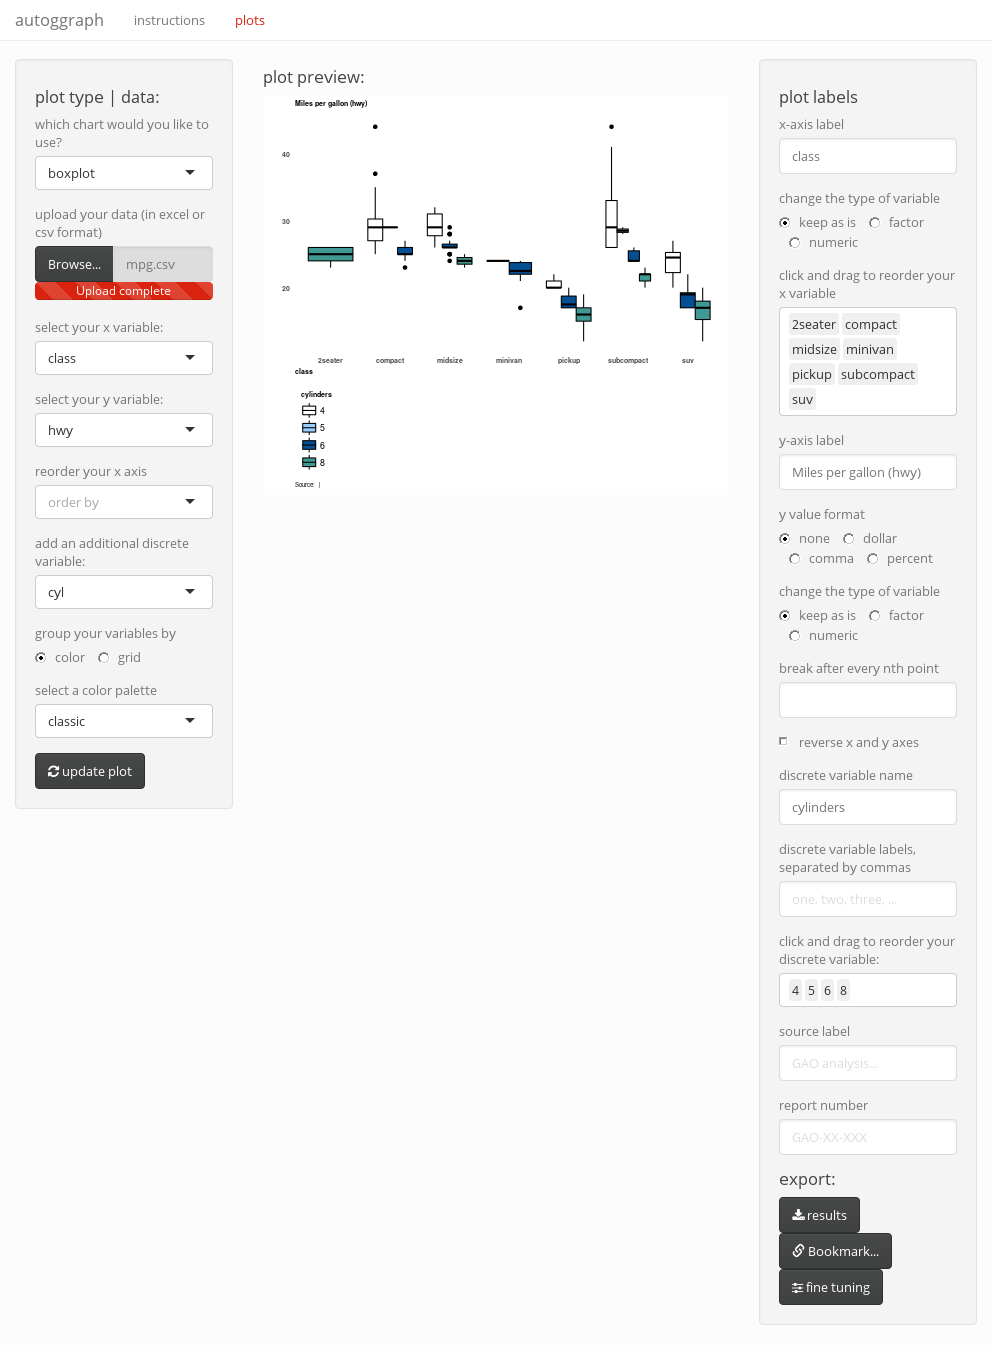 autoggraph
instructions
plots
plot type | data:
which chart would you like to
use?
boxplot
upload your data (in excel or
csv format)
Browse... mpg.csv
Upload complete
select your x variable:
class
select your y variable:
hwy
reorder your x axis
order by
add an additional discrete
variable:
cyl
group your variables by
color grid
select a color palette
classic
update plot
plot preview:
Miles per gallon (hwy)
40
30
20
2seater compact midsize minivan pickup subcompact suv
class
cylinders
4
5
6
8
Source: |
plot labels
x-axis label
class
change the type of variable
keep as is factor
numeric
click and drag to reorder your
x variable
2seater compact
midsize minivan
pickup subcompact
suv
y-axis label
Miles per gallon (hwy)
y value format
none dollar
comma percent
change the type of variable
keep as is factor
numeric
break after every nth point
reverse x and y axes
discrete variable name
cylinders
discrete variable labels,
separated by commas
one, two, three, ...
click and drag to reorder your
discrete variable:
4 5 6 8
source label
GAO analysis...
report number
GAO-XX-XXX
export:
results
Bookmark...
fine tuning